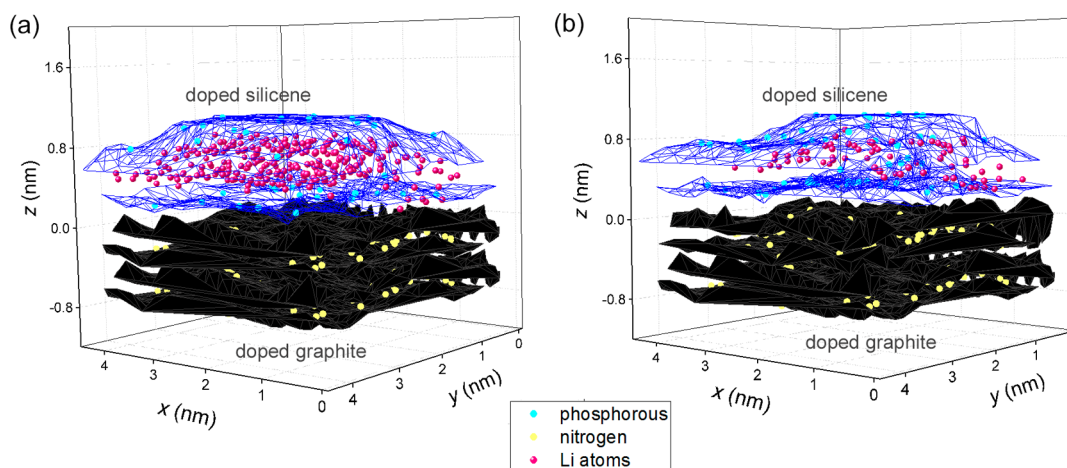 (a)
1.6
0.8
0.0
-0.8
z (nm)
doped silicene
doped graphite
4
3
2
1
0
x (nm)
4
3
2
1
0
y (nm)
(b)
1.6
0.8
0.0
-0.8
z (nm)
doped silicene
doped graphite
4
3
2
1
0
x (nm)
4
3
2
1
y (nm)
phosphorous
nitrogen
Li atoms